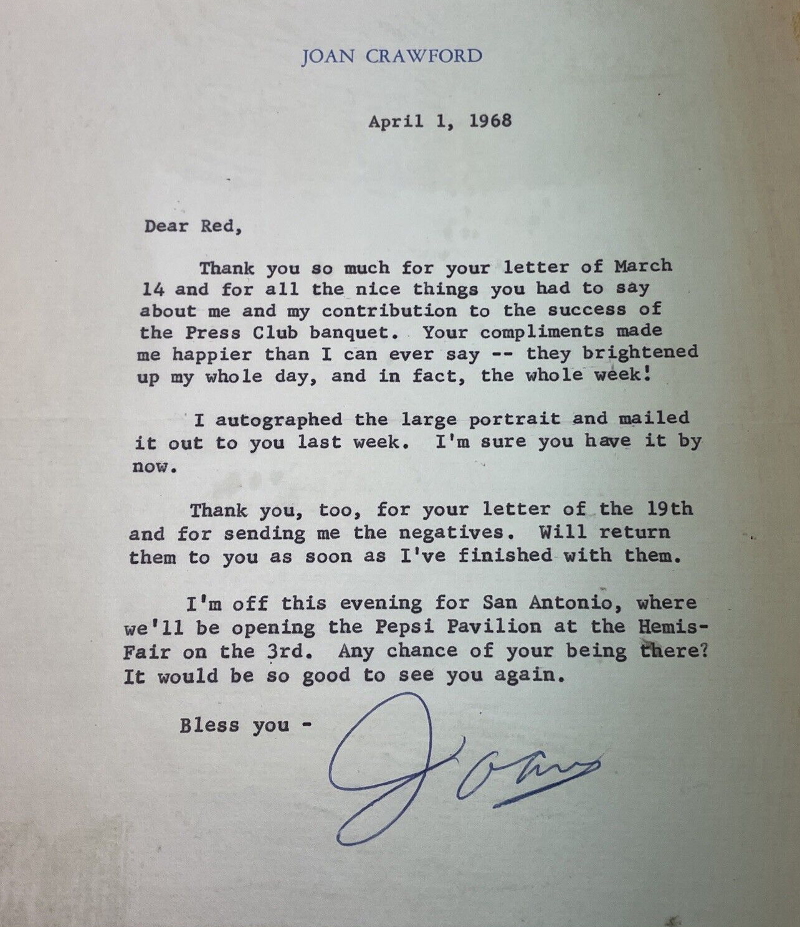 JOAN CRAWFORD
April 1, 1968
Dear Red,
Thank you so much for your letter of March
14 and for all the nice things you had to say
about me and my contribution to the success of
the Press Club banquet. Your compliments made
me happier than I can ever say -- they brightened
up my whole day, and in fact, the whole week!
I autographed the large portrait and mailed
it out to you last week. I'm sure you have it by
now.
Thank you, too, for your letter of the 19th
and for sending me the negatives. Will return
them to you as soon as I've finished with them.
I'm off this evening for San Antonio, where
we'll be opening the Pepsi Pavilion at the Hemis-
Fair on the 3rd. Any chance of your being there?
It would be so good to see you again.
Bless you -
Joan